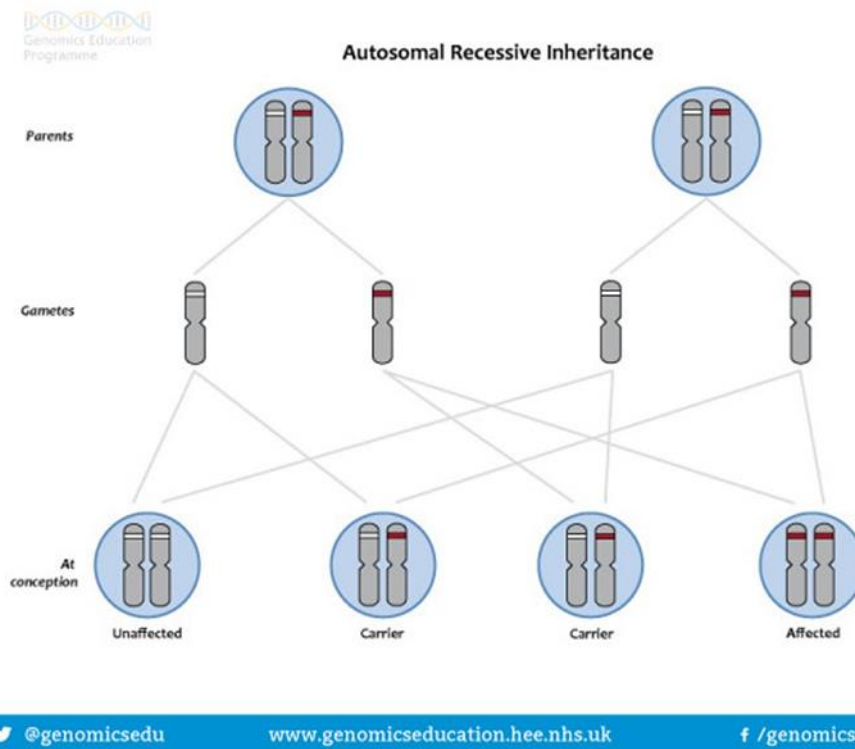 Genomics Education
Programme
Autosomal Recessive Inheritance
Parents
Gametes
At
conception
Unaffected
Carrier
Carrier
Affected
@genomicsedu
www.genomicseducation.hee.nhs.uk
/genomics